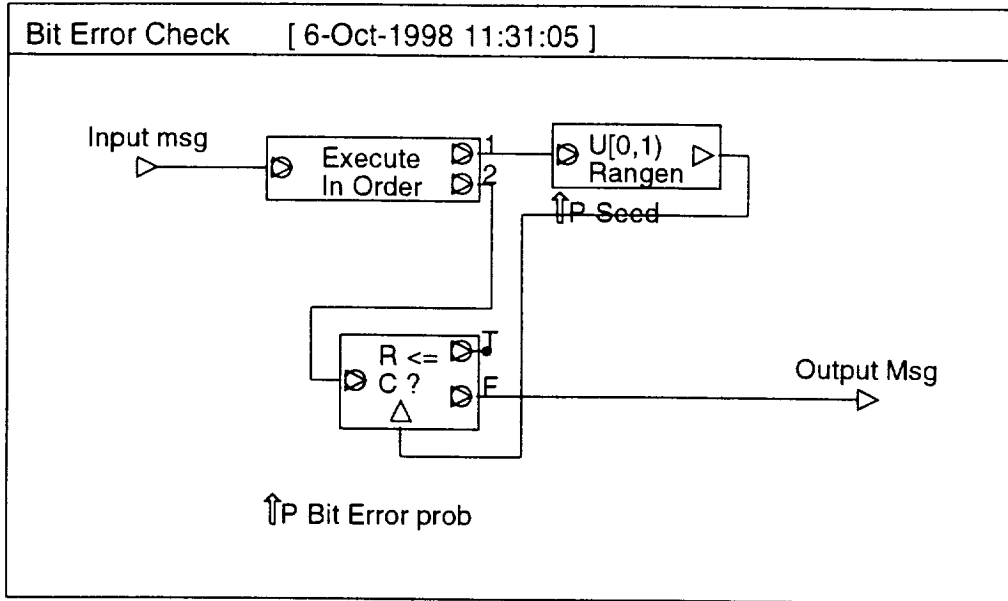 Bit Error Check [ 6-Oct-1998 11:31:05 ]
Input msg
Execute
In Order
1
2
U[0,1)
Rangen
⇧P Seed
R <=
C ?
T
F
Output Msg
⇧P Bit Error prob